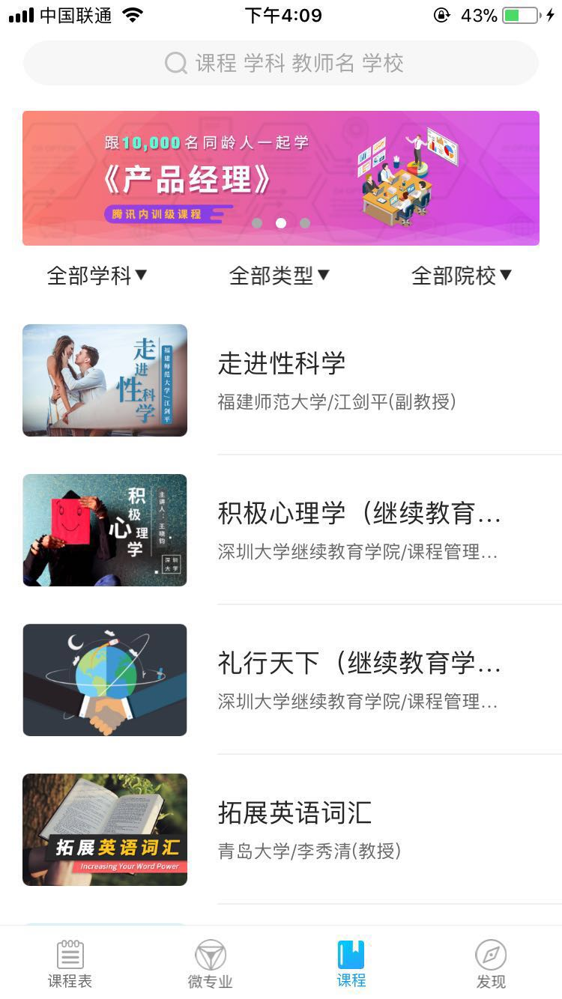 中国联通
下午4:09
43%
课程 学科 教师名 学校
跟10,000名同龄人一起学
《产品经理》
腾讯内训级课程
全部学科▼
全部类型▼
全部院校▼
走进性科学
福建师范大学/江剑平
走进性科学
福建师范大学/江剑平(副教授)
积极心理学
主讲人：王晓钧
深圳大学
积极心理学（继续教育...
深圳大学继续教育学院/课程管理...
礼行天下（继续教育学...
深圳大学继续教育学院/课程管理...
拓展英语词汇
Increasing Your Word Power
拓展英语词汇
青岛大学/李秀清(教授)
课程表
微专业
课程
发现